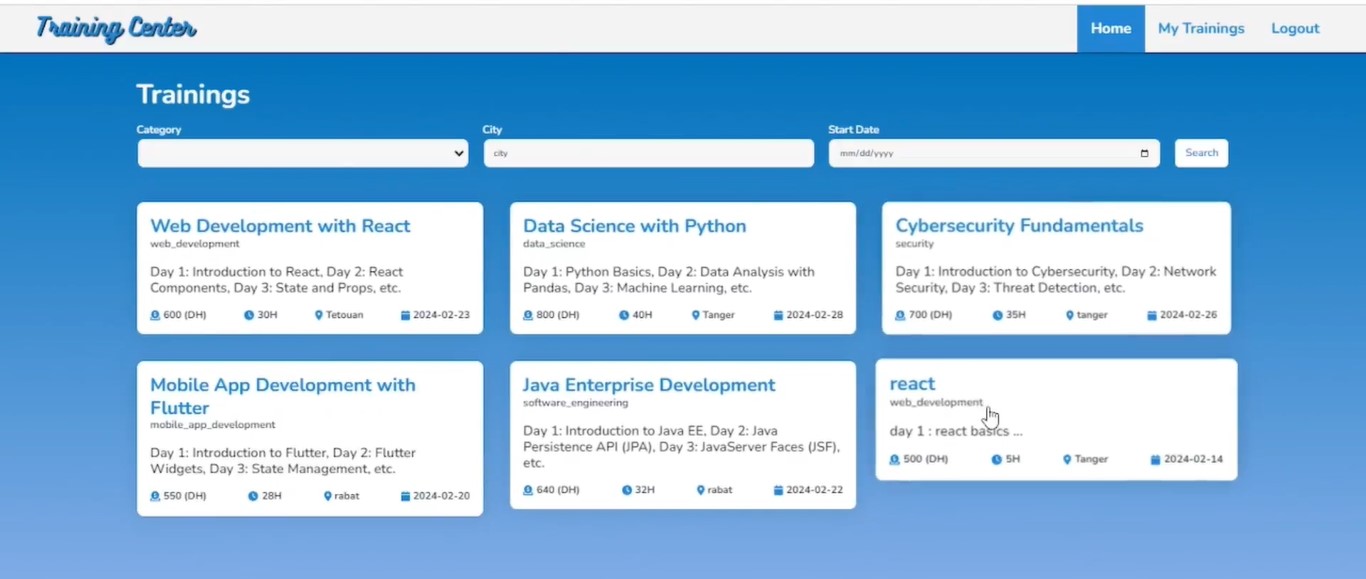 Training Center
Home My Trainings Logout
Trainings
Category City Start Date
city mm/dd/yyyy Search
Web Development with React
web_development
Day 1: Introduction to React, Day 2: React
Components, Day 3: State and Props, etc.
600 (DH) 30H Tetouan 2024-02-23
Data Science with Python
data_science
Day 1: Python Basics, Day 2: Data Analysis with
Pandas, Day 3: Machine Learning, etc.
800 (DH) 40H Tanger 2024-02-28
Cybersecurity Fundamentals
security
Day 1: Introduction to Cybersecurity, Day 2: Network
Security, Day 3: Threat Detection, etc.
700 (DH) 35H tanger 2024-02-26
Mobile App Development with
Flutter
mobile_app_development
Day 1: Introduction to Flutter, Day 2: Flutter
Widgets, Day 3: State Management, etc.
550 (DH) 28H rabat 2024-02-20
Java Enterprise Development
software_engineering
Day 1: Introduction to Java EE, Day 2: Java
Persistence API (JPA), Day 3: JavaServer Faces (JSF),
etc.
640 (DH) 32H rabat 2024-02-22
react
web_development
day 1 : react basics ...
500 (DH) 5H Tanger 2024-02-14